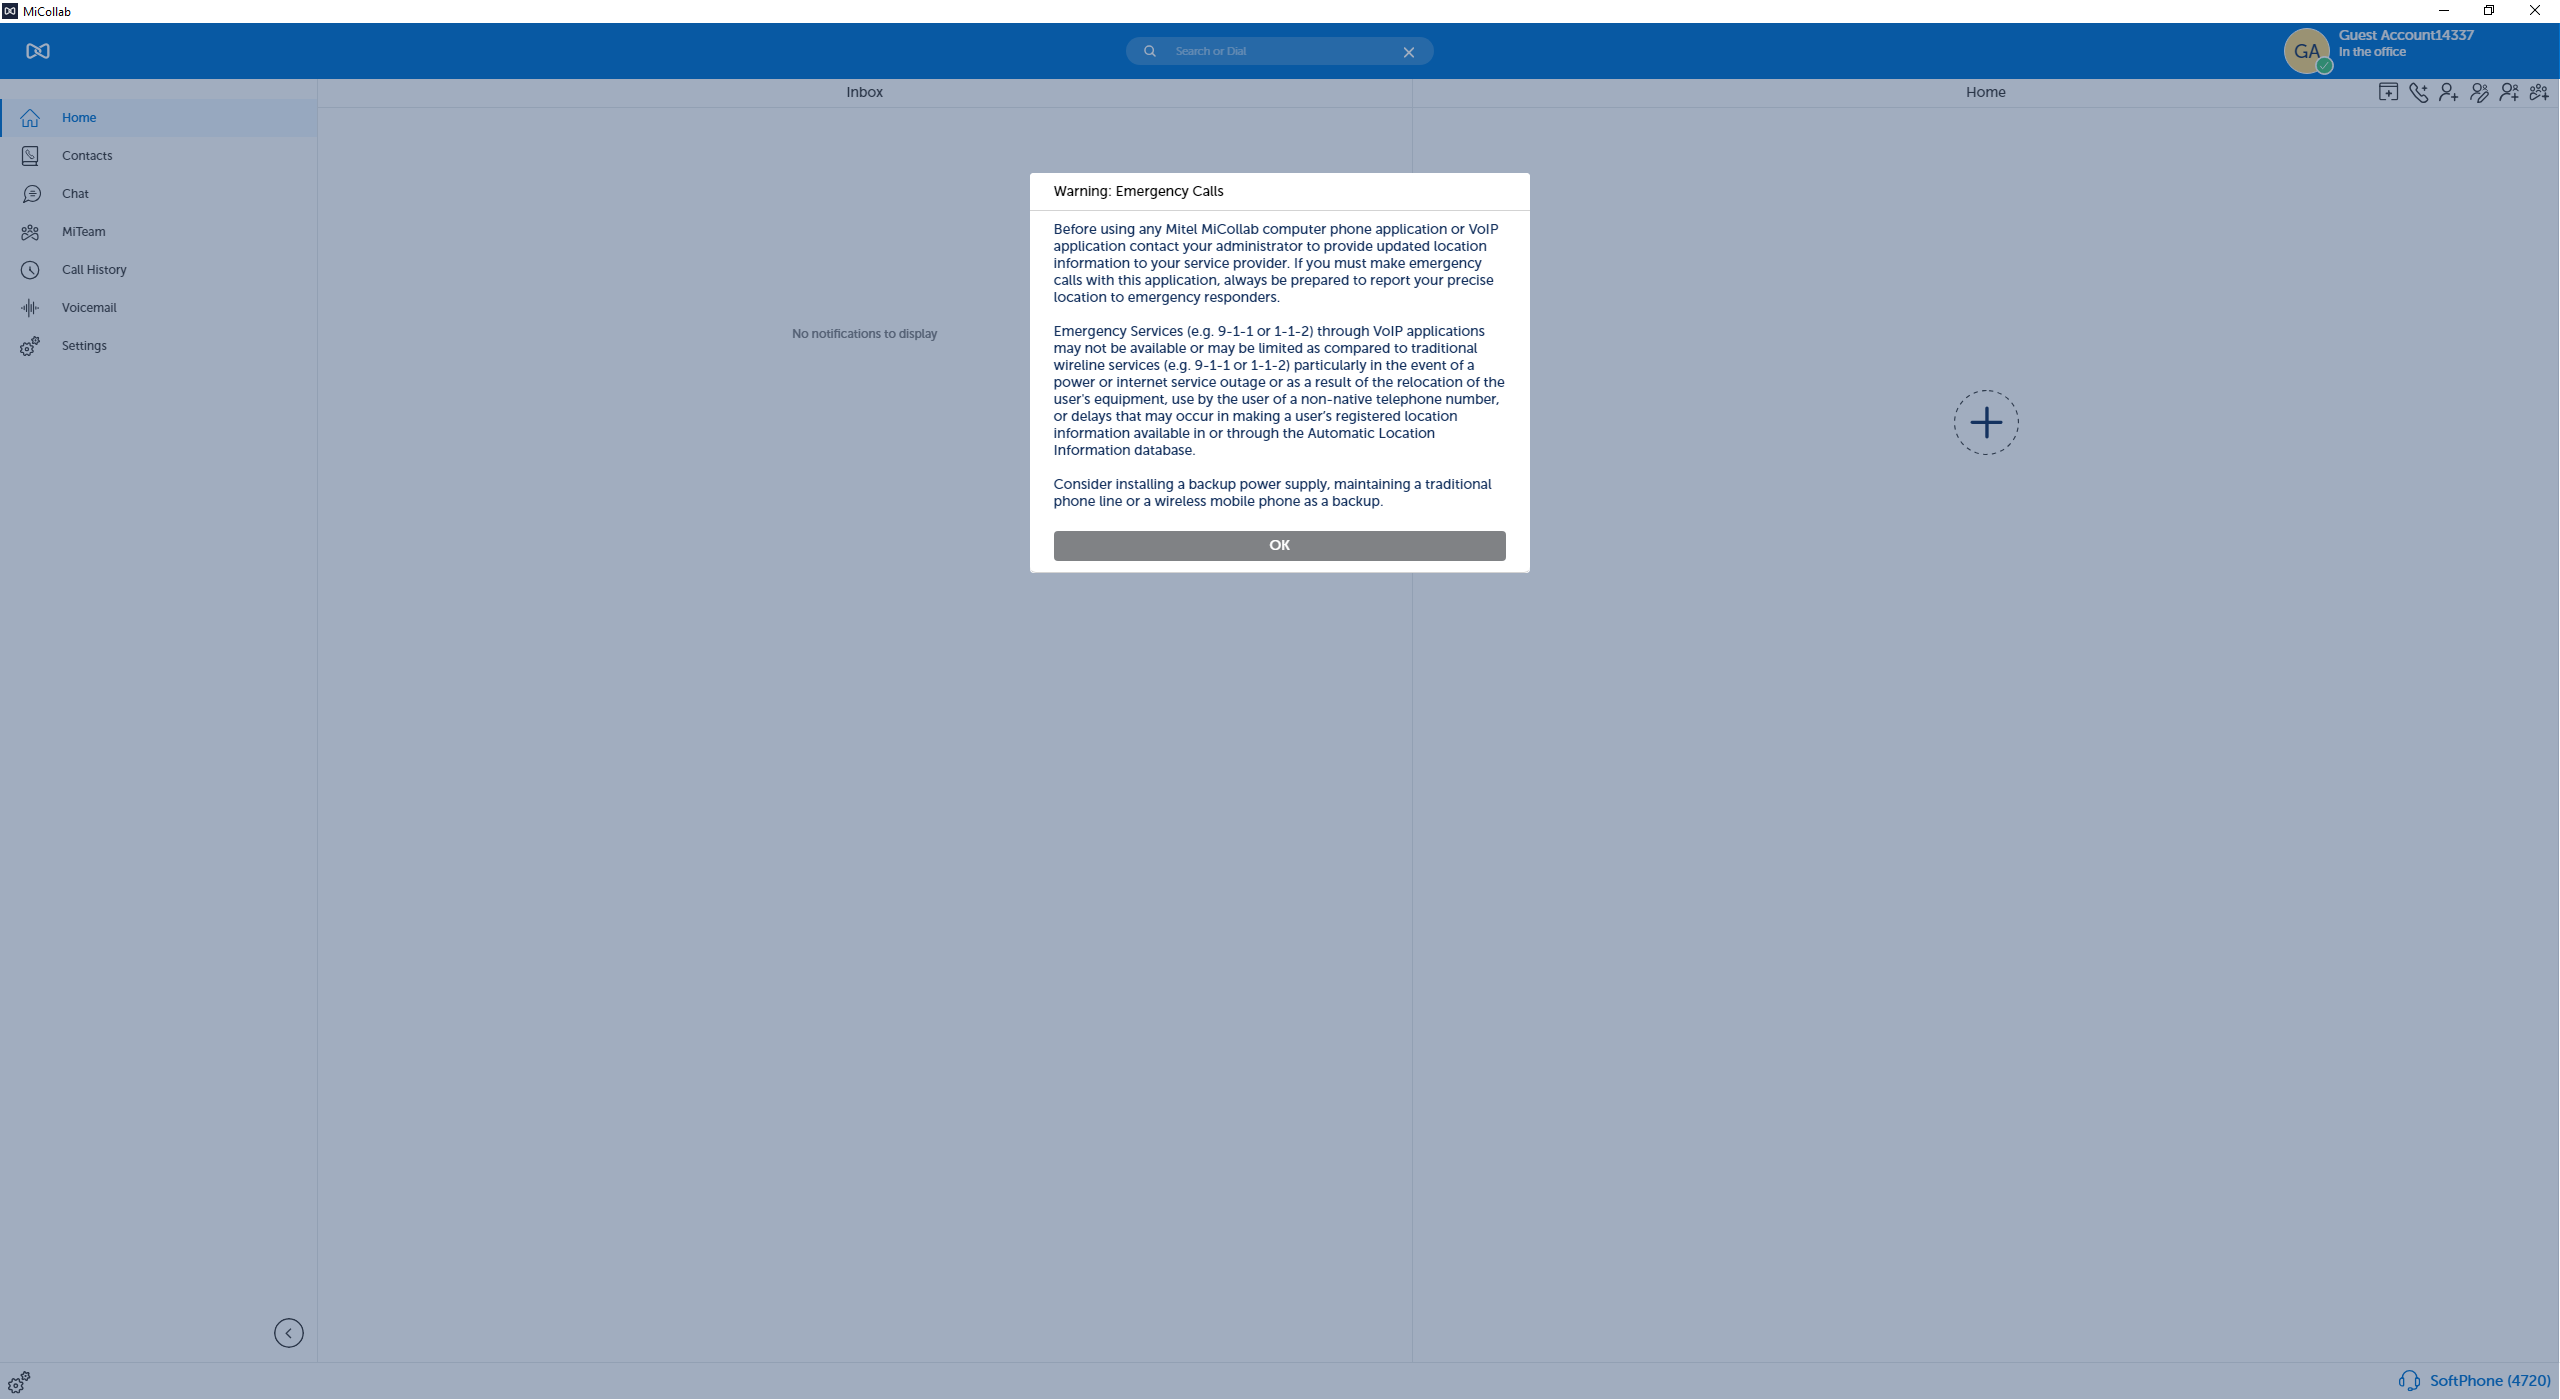 MiCollab
Search or Dial
GA
Guest Account14337
In the office
Inbox
Home
Home
Contacts
Chat
MiTeam
Call History
Voicemail
Settings
No notifications to display
Warning: Emergency Calls
Before using any Mitel MiCollab computer phone application or VoIP
application contact your administrator to provide updated location
information to your service provider. If you must make emergency
calls with this application, always be prepared to report your precise
location to emergency responders.
Emergency Services (e.g. 9-1-1 or 1-1-2) through VoIP applications
may not be available or may be limited as compared to traditional
wireline services (e.g. 9-1-1 or 1-1-2) particularly in the event of a
power or internet service outage or as a result of the relocation of the
user's equipment, use by the user of a non-native telephone number,
or delays that may occur in making a user’s registered location
information available in or through the Automatic Location
Information database.
Consider installing a backup power supply, maintaining a traditional
phone line or a wireless mobile phone as a backup.
OK
SoftPhone (4720)